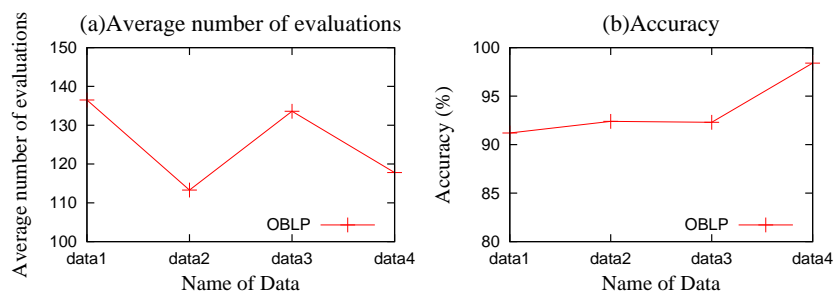 (a)Average number of evaluations
Average number of evaluations
150
140
130
120
110
100
OBLP
data1 data2 data3 data4
Name of Data
(b)Accuracy
Accuracy (%)
100
95
90
85
80
OBLP
data1 data2 data3 data4
Name of Data